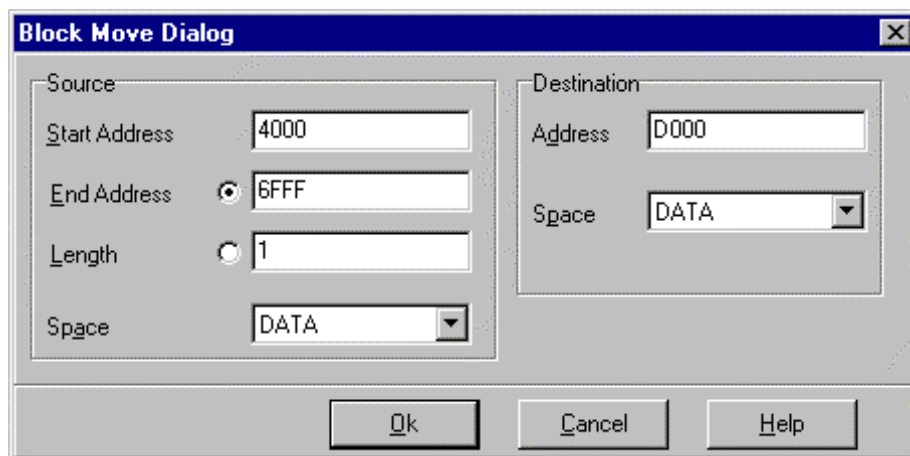 Block Move Dialog
Source
Start Address 4000
End Address 6FFF
Length 1
Space DATA
Destination
Address D000
Space DATA
Ok Cancel Help